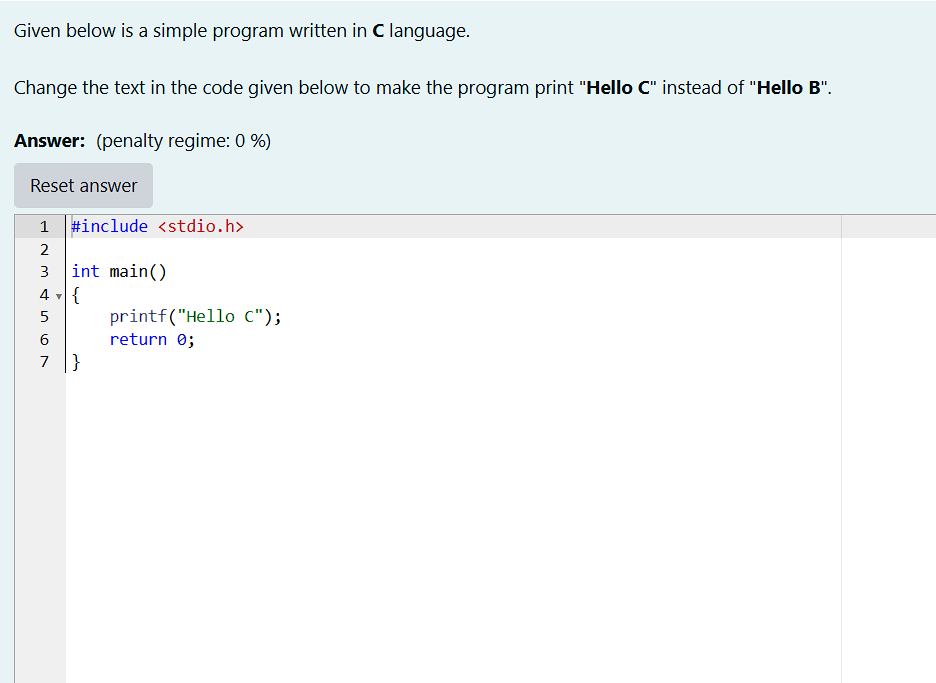 Given below is a simple program written in C language.
Change the text in the code given below to make the program print "Hello C" instead of "Hello B".
Answer: (penalty regime: 0 %)
Reset answer
1 #include <stdio.h>
2
3 int main()
4 {
5     printf("Hello C");
6     return 0;
7 }